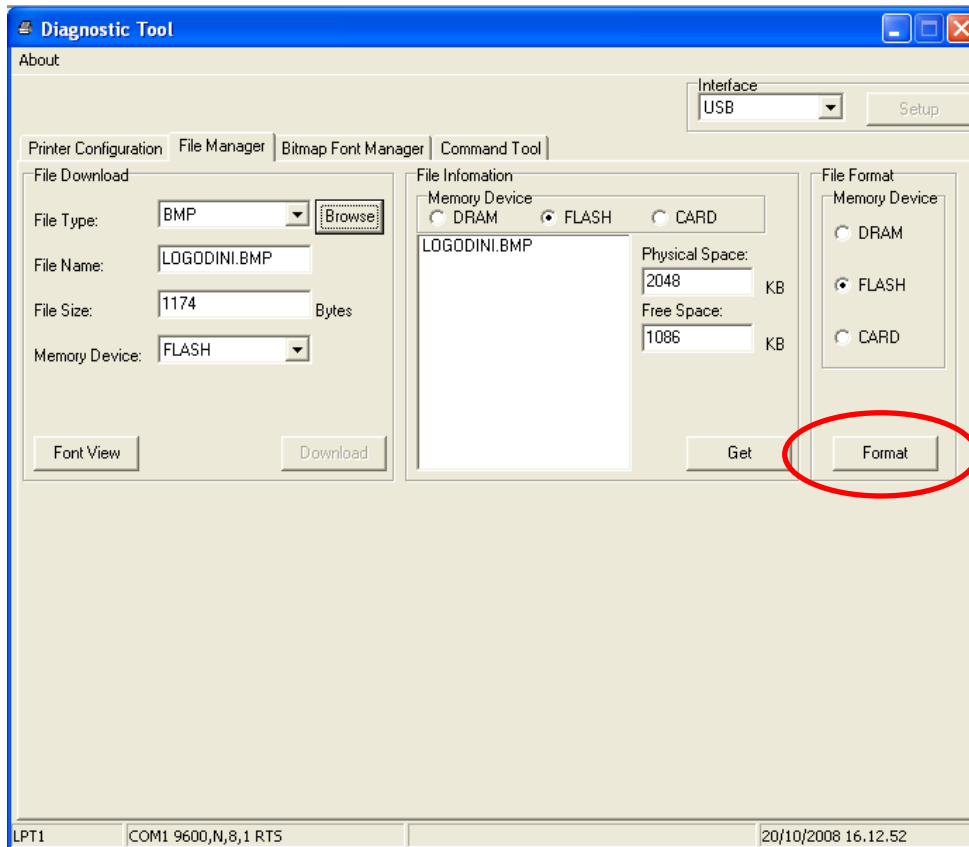 Diagnostic Tool
About
Interface
USB
Setup
Printer Configuration File Manager Bitmap Font Manager Command Tool
File Download
File Type: BMP Browse
File Name: LOGODINI.BMP
File Size: 1174 Bytes
Memory Device: FLASH
Font View Download
File Infomation
Memory Device
DRAM FLASH CARD
LOGODINI.BMP
Physical Space:
2048 KB
Free Space:
1086 KB
Get
File Format
Memory Device
DRAM
FLASH
CARD
Format
LPT1 COM1 9600,N,8,1 RTS 20/10/2008 16.12.52